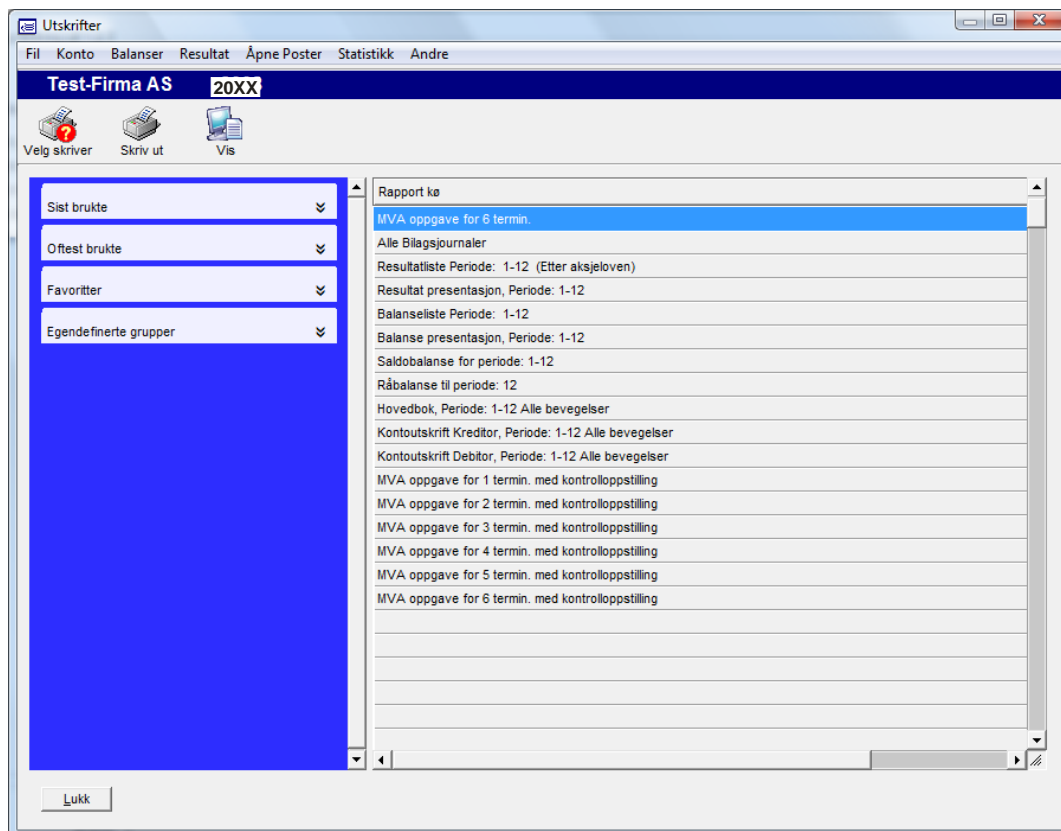 Utskrifter
Fil Konto Balanser Resultat Åpne Poster Statistikk Andre
Test-Firma AS 20XX
Velg skriver Skriv ut Vis
Sist brukte
Oftest brukte
Favoritter
Egendefinerte grupper
Rapport kø
MVA oppgave for 6 termin.
Alle Bilagsjournaler
Resultatliste Periode: 1-12 (Etter aksjeloven)
Resultat presentasjon, Periode: 1-12
Balanseliste Periode: 1-12
Balanse presentasjon, Periode: 1-12
Saldobalanse for periode: 1-12
Råbalanse til periode: 12
Hovedbok, Periode: 1-12 Alle bevegelser
Kontoutskrift Kreditor, Periode: 1-12 Alle bevegelser
Kontoutskrift Debitor, Periode: 1-12 Alle bevegelser
MVA oppgave for 1 termin. med kontrolloppstilling
MVA oppgave for 2 termin. med kontrolloppstilling
MVA oppgave for 3 termin. med kontrolloppstilling
MVA oppgave for 4 termin. med kontrolloppstilling
MVA oppgave for 5 termin. med kontrolloppstilling
MVA oppgave for 6 termin. med kontrolloppstilling
Lukk